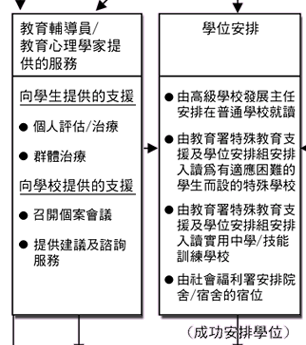 教育輔導員/
教育心理學家提
供的服務
向學生提供的支援
● 個人評估/治療
● 群體治療
向學校提供的支援
● 召開個案會議
● 提供建議及諮詢
服務
學位安排
● 由高級學校發展主任
安排在普通學校就讀
● 由教育署特殊教育支
援及學位安排組安排
入讀為有適應困難的
學生而設的特殊學校
● 由教育署特殊教育支
援及學位安排組安排
入讀實用中學/技能
訓練學校
● 由社會福利署安排院
舍/宿舍的宿位
（成功安排學位）